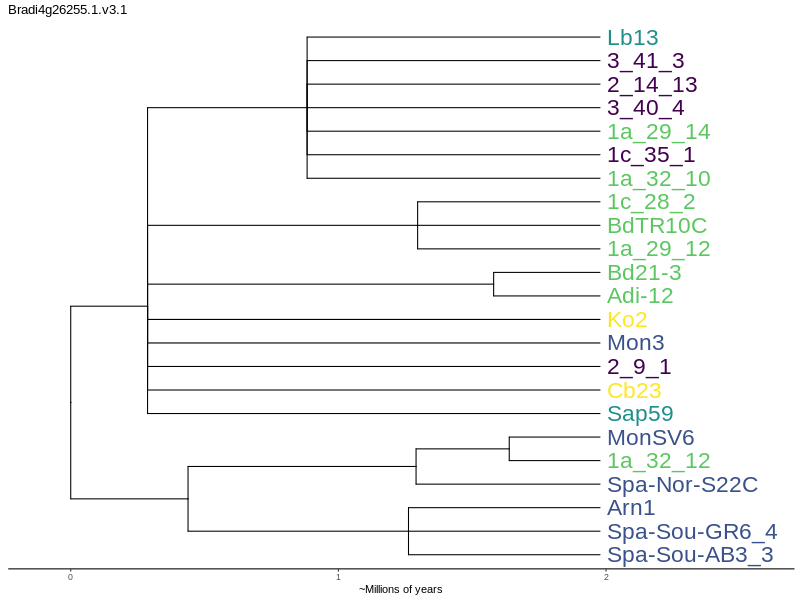 Bradi4g26255.1.v3.1
Lb13
3_41_3
2_14_13
3_40_4
1a_29_14
1c_35_1
1a_32_10
1c_28_2
BdTR10C
1a_29_12
Bd21-3
Adi-12
Ko2
Mon3
2_9_1
Cb23
Sap59
MonSV6
1a_32_12
Spa-Nor-S22C
Arn1
Spa-Sou-GR6_4
Spa-Sou-AB3_3
0 1 2
~Millions of years